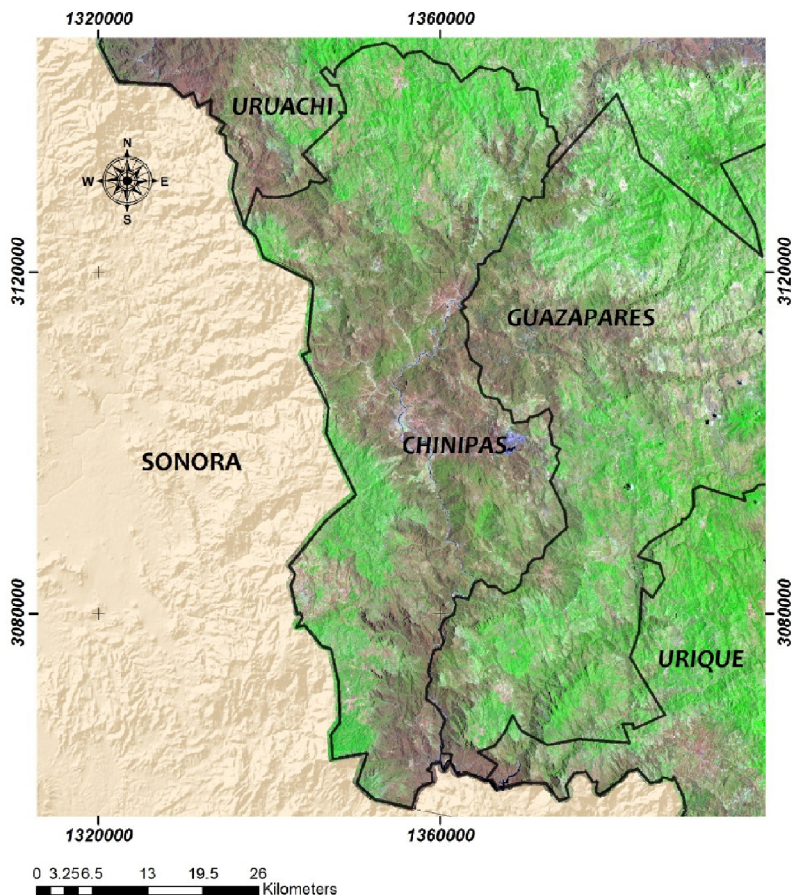 1320000 1360000
URUACHI
N
W E
S
3120000 3120000
GUAZAPARES
CHINIPAS
SONORA
3080000 3080000
URIQUE
1320000 1360000
0 3.25 6.5 13 19.5 26
Kilometers